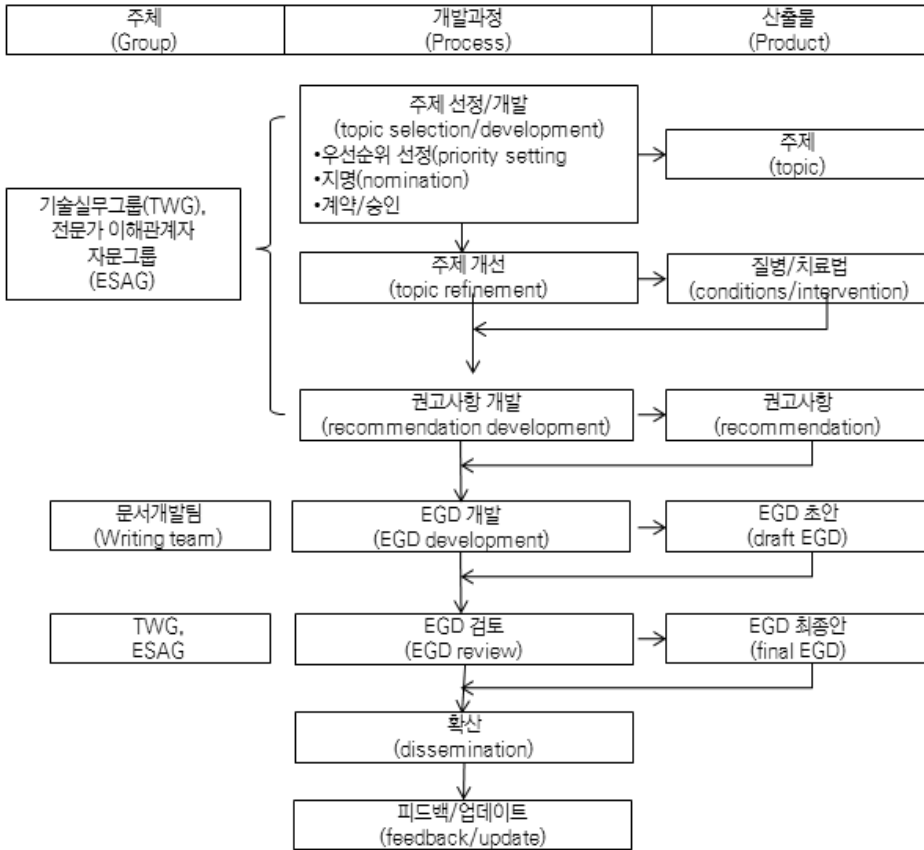 주체
(Group)
개발과정
(Process)
산출물
(Product)
주제 선정/개발
(topic selection/development)
•우선순위 선정(priority setting
•지명(nomination)
•계약/승인
주제
(topic)
기술실무그룹(TWG),
전문가 이해관계자
자문그룹
(ESAG)
주제 개선
(topic refinement)
질병/치료법
(conditions/intervention)
권고사항 개발
(recommendation development)
권고사항
(recommendation)
문서개발팀
(Writing team)
EGD 개발
(EGD development)
EGD 초안
(draft EGD)
TWG,
ESAG
EGD 검토
(EGD review)
EGD 최종안
(final EGD)
확산
(dissemination)
피드백/업데이트
(feedback/update)